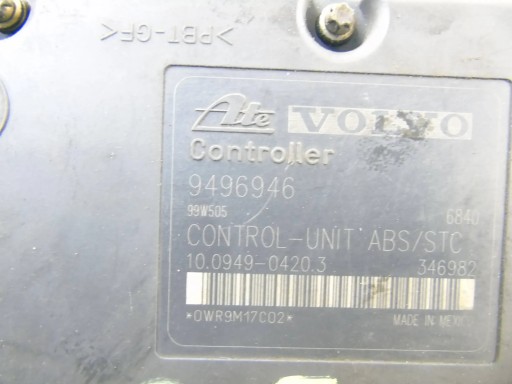 >PBT-GF<
Ate VOLVO
Controller
9496946
99W505 6840
CONTROL-UNIT ABS/STC
10.0949-0420.3 346982
*0WR9M17C02* MADE IN MEXICO